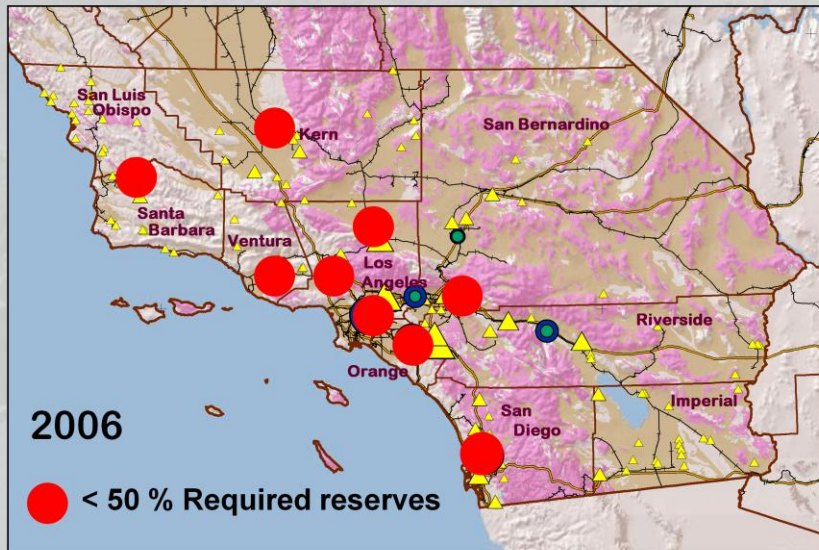 San Luis
Obispo
Kern
San Bernardino
Santa
Barbara
Ventura
Los
Angeles
Riverside
Orange
San
Diego
Imperial
2006
< 50 % Required reserves